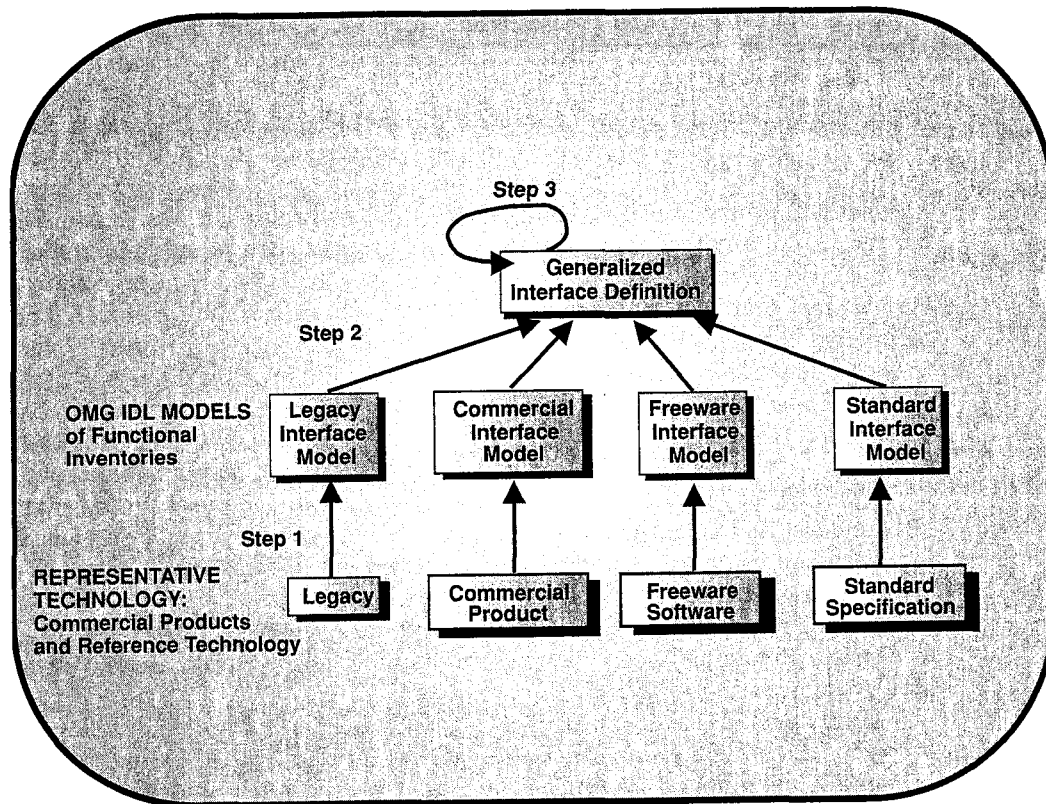 Step 3
Generalized
Interface Definition
Step 2
OMG IDL MODELS
of Functional
Inventories
Legacy
Interface
Model
Commercial
Interface
Model
Freeware
Interface
Model
Standard
Interface
Model
Step 1
REPRESENTATIVE
TECHNOLOGY:
Commercial Products
and Reference Technology
Legacy
Commercial
Product
Freeware
Software
Standard
Specification